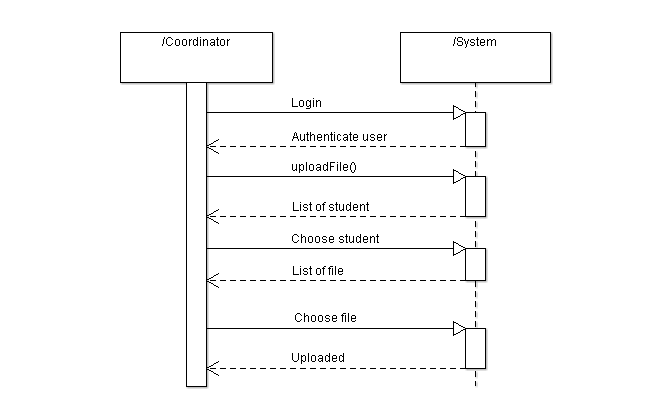 /Coordinator
/System
Login
Authenticate user
uploadFile()
List of student
Choose student
List of file
Choose file
Uploaded